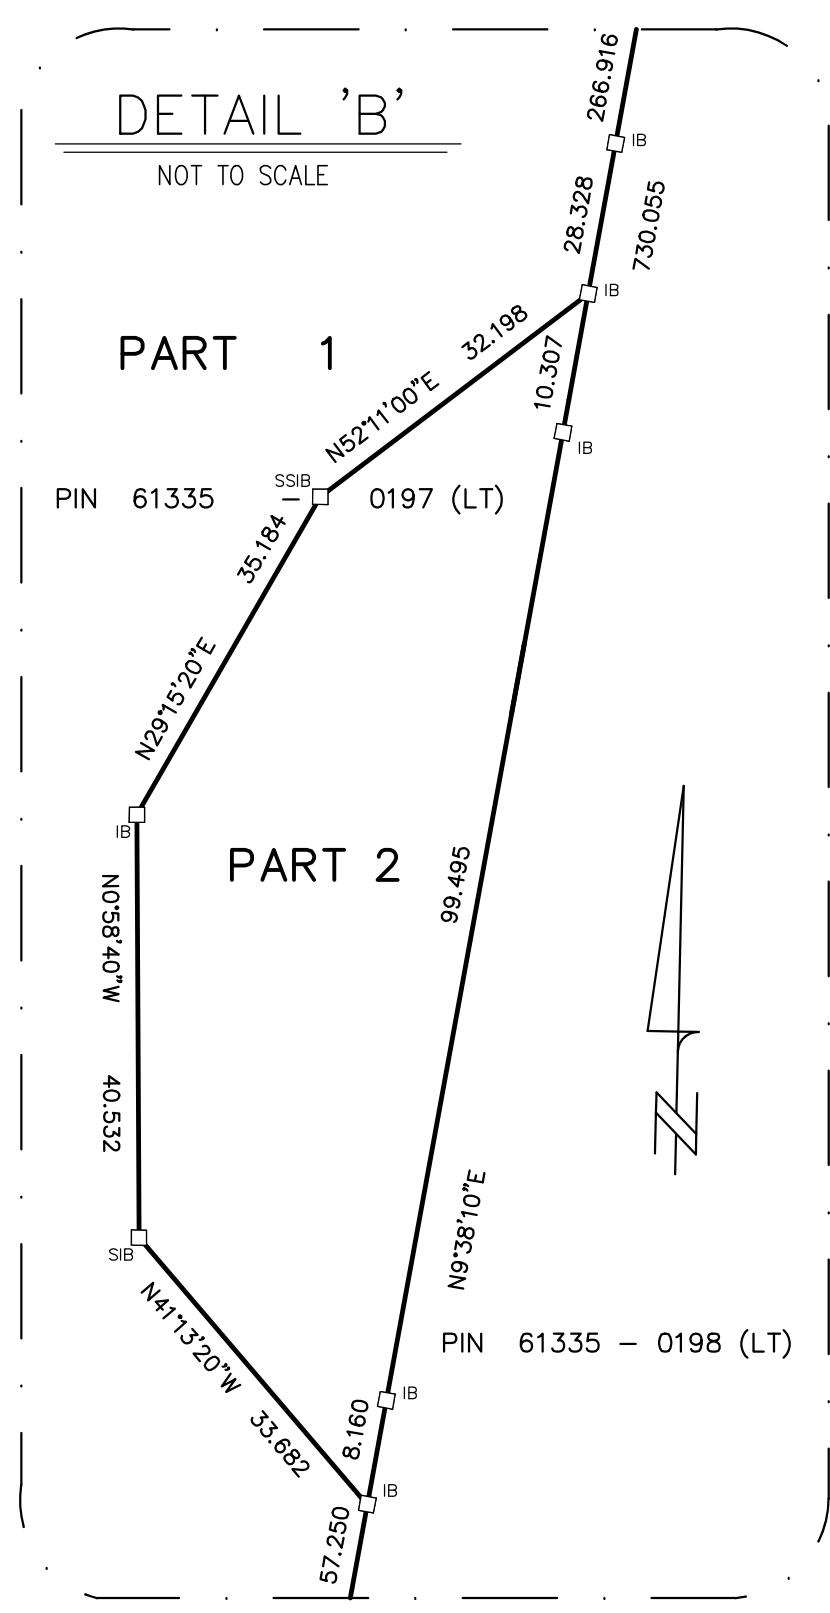 DETAIL 'B'
NOT TO SCALE
266.916
IB
28.328
730.055
IB
32.198
PART 1
10.307
N52°11'00"E
IB
SSIB
PIN 61335 - 0197 (LT)
35.184
N29°15'20"E
IB
PART 2
99.495
N0°58'40"W
40.532
N
N9°38'10"E
SIB
N41°13'20"W
PIN 61335 - 0198 (LT)
IB
8.160
33.682
IB
57.250